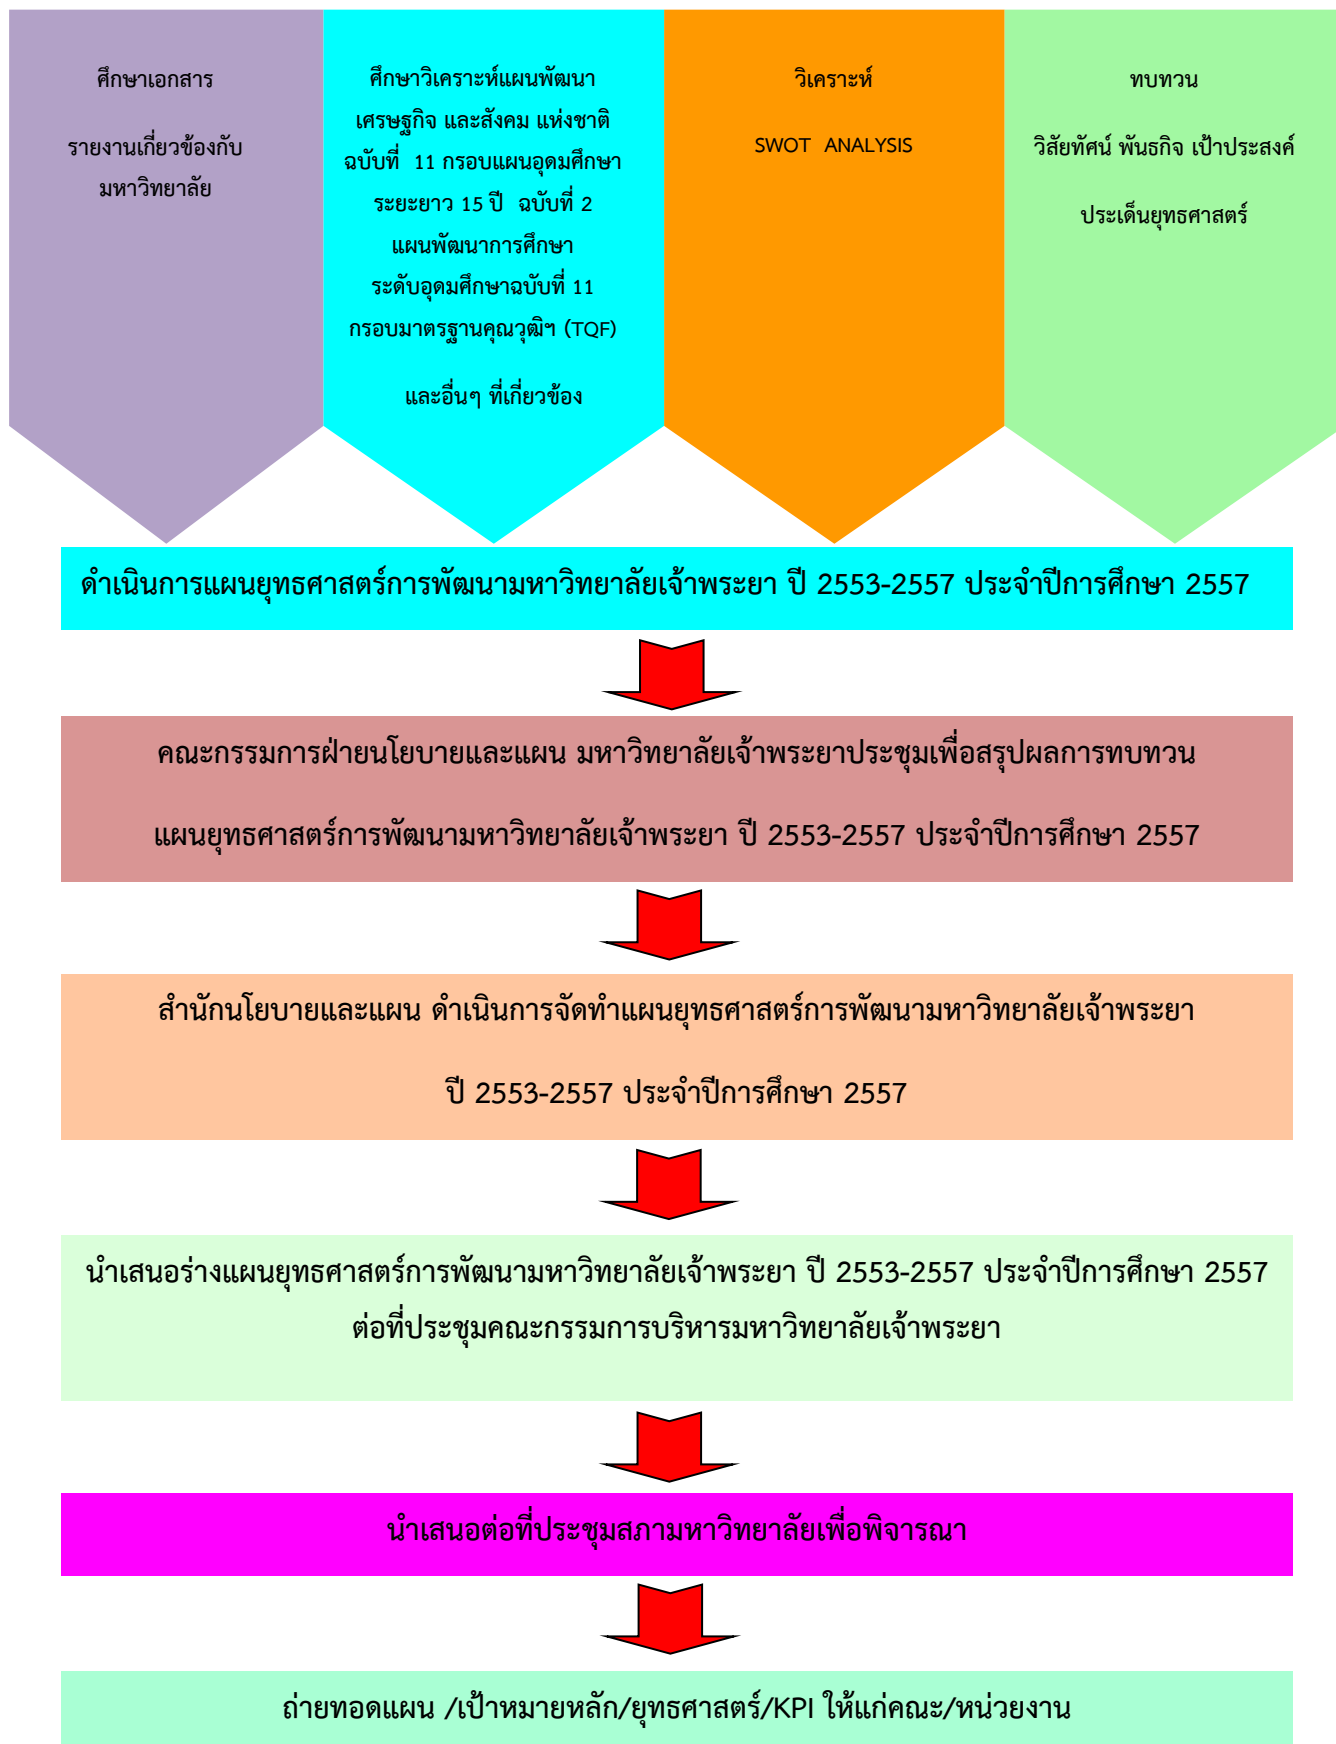 ศึกษาเอกสาร
รายงานเกี่ยวข้องกับ
มหาวิทยาลัย
ศึกษาวิเคราะห์แผนพัฒนา
เศรษฐกิจ และสังคม แห่งชาติ
ฉบับที่ 11 กรอบแผนอุดมศึกษา
ระยะยาว 15 ปี ฉบับที่ 2
แผนพัฒนาการศึกษา
ระดับอุดมศึกษาฉบับที่ 11
กรอบมาตรฐานคุณวุฒิฯ (TQF)
และอื่นๆ ที่เกี่ยวข้อง
วิเคราะห์
SWOT ANALYSIS
ทบทวน
วิสัยทัศน์ พันธกิจ เป้าประสงค์
ประเด็นยุทธศาสตร์
ดำเนินการแผนยุทธศาสตร์การพัฒนามหาวิทยาลัยเจ้าพระยา ปี 2553-2557 ประจำปีการศึกษา 2557
คณะกรรมการฝ่ายนโยบายและแผน มหาวิทยาลัยเจ้าพระยาประชุมเพื่อสรุปผลการทบทวน
แผนยุทธศาสตร์การพัฒนามหาวิทยาลัยเจ้าพระยา ปี 2553-2557 ประจำปีการศึกษา 2557
สำนักนโยบายและแผน ดำเนินการจัดทำแผนยุทธศาสตร์การพัฒนามหาวิทยาลัยเจ้าพระยา
ปี 2553-2557 ประจำปีการศึกษา 2557
นำเสนอร่างแผนยุทธศาสตร์การพัฒนามหาวิทยาลัยเจ้าพระยา ปี 2553-2557 ประจำปีการศึกษา 2557
ต่อที่ประชุมคณะกรรมการบริหารมหาวิทยาลัยเจ้าพระยา
นำเสนอต่อที่ประชุมสภามหาวิทยาลัยเพื่อพิจารณา
ถ่ายทอดแผน /เป้าหมายหลัก/ยุทธศาสตร์/KPI ให้แก่คณะ/หน่วยงาน